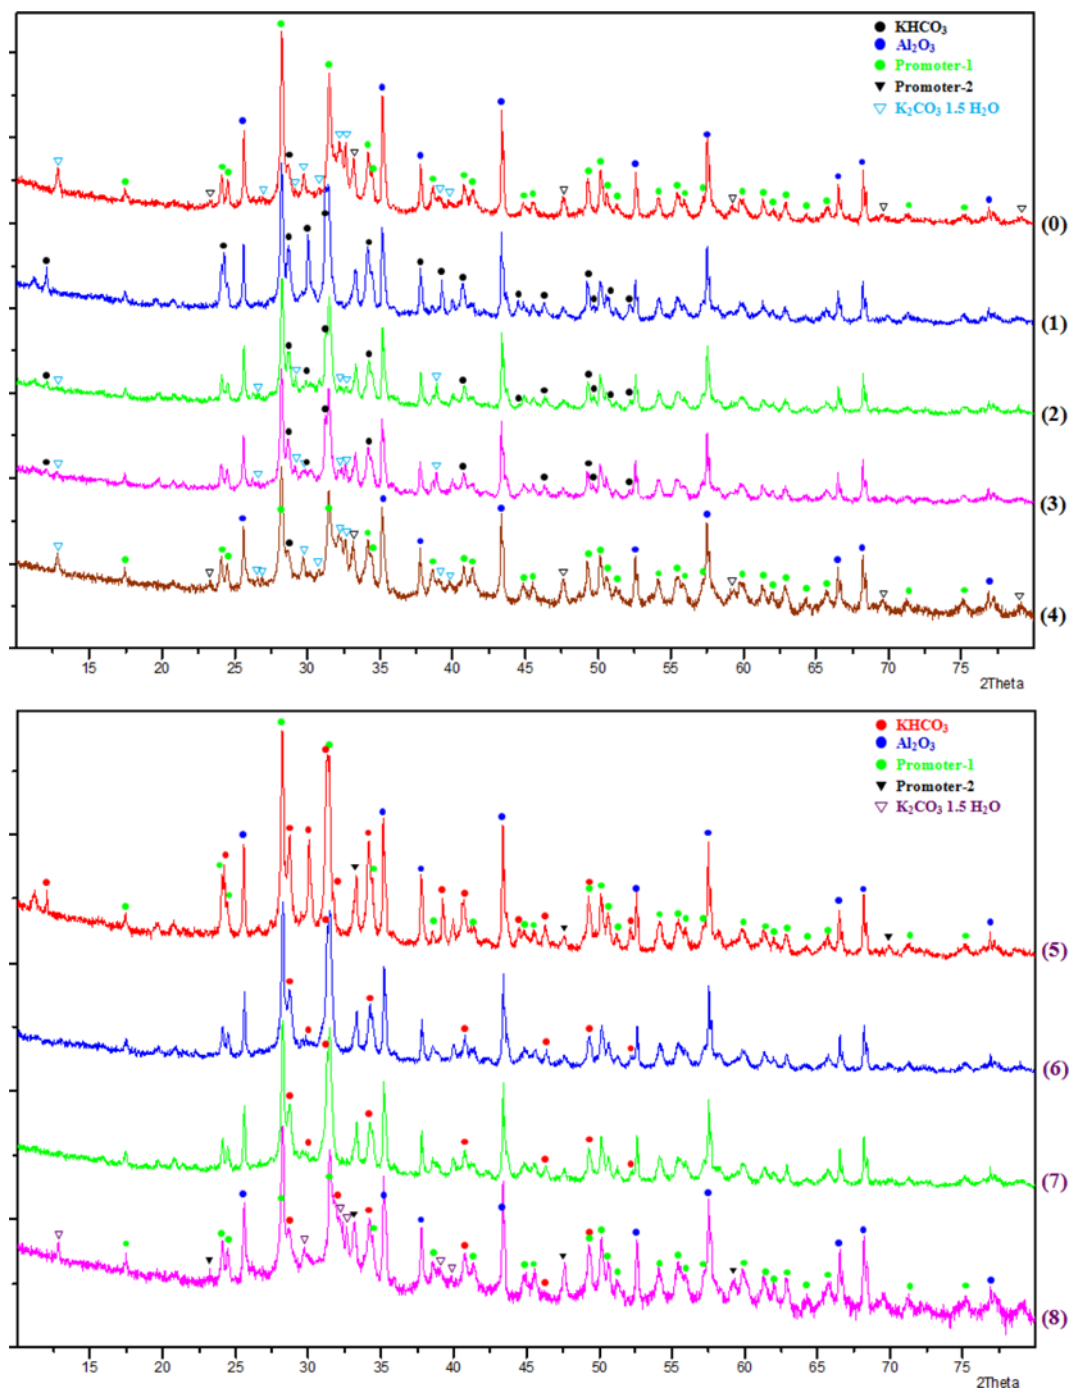 KHCO₃
Al₂O₃
Promoter-1
Promoter-2
K₂CO₃ 1.5 H₂O
(0)
(1)
(2)
(3)
(4)
15 20 25 30 35 40 45 50 55 60 65 70 75
2Theta
KHCO₃
Al₂O₃
Promoter-1
Promoter-2
K₂CO₃ 1.5 H₂O
(5)
(6)
(7)
(8)
15 20 25 30 35 40 45 50 55 60 65 70 75
2Theta